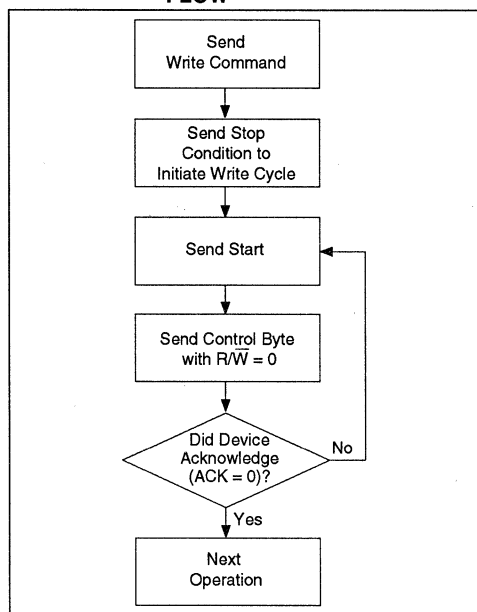 FLOW
Send
Write Command
Send Stop
Condition to
Initiate Write Cycle
Send Start
Send Control Byte
with R/W̅ = 0
Did Device
Acknowledge
(ACK = 0)?
No
Yes
Next
Operation